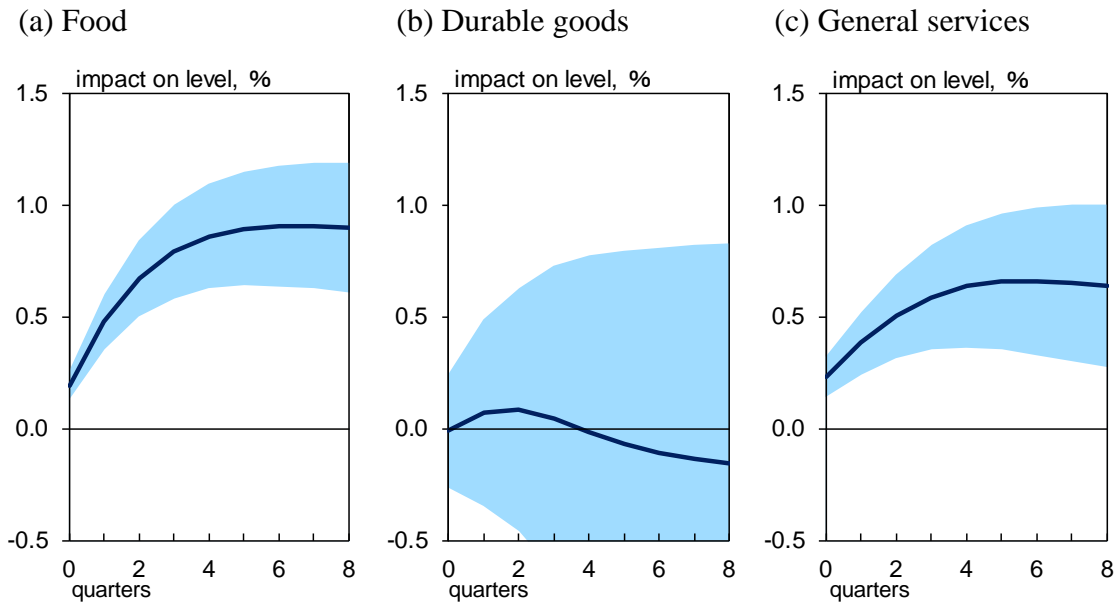 (a) Food
(b) Durable goods
(c) General services
impact on level, %
1.5
1.0
0.5
0.0
-0.5
0 2 4 6 8
quarters
impact on level, %
1.5
1.0
0.5
0.0
-0.5
0 2 4 6 8
quarters
impact on level, %
1.5
1.0
0.5
0.0
-0.5
0 2 4 6 8
quarters